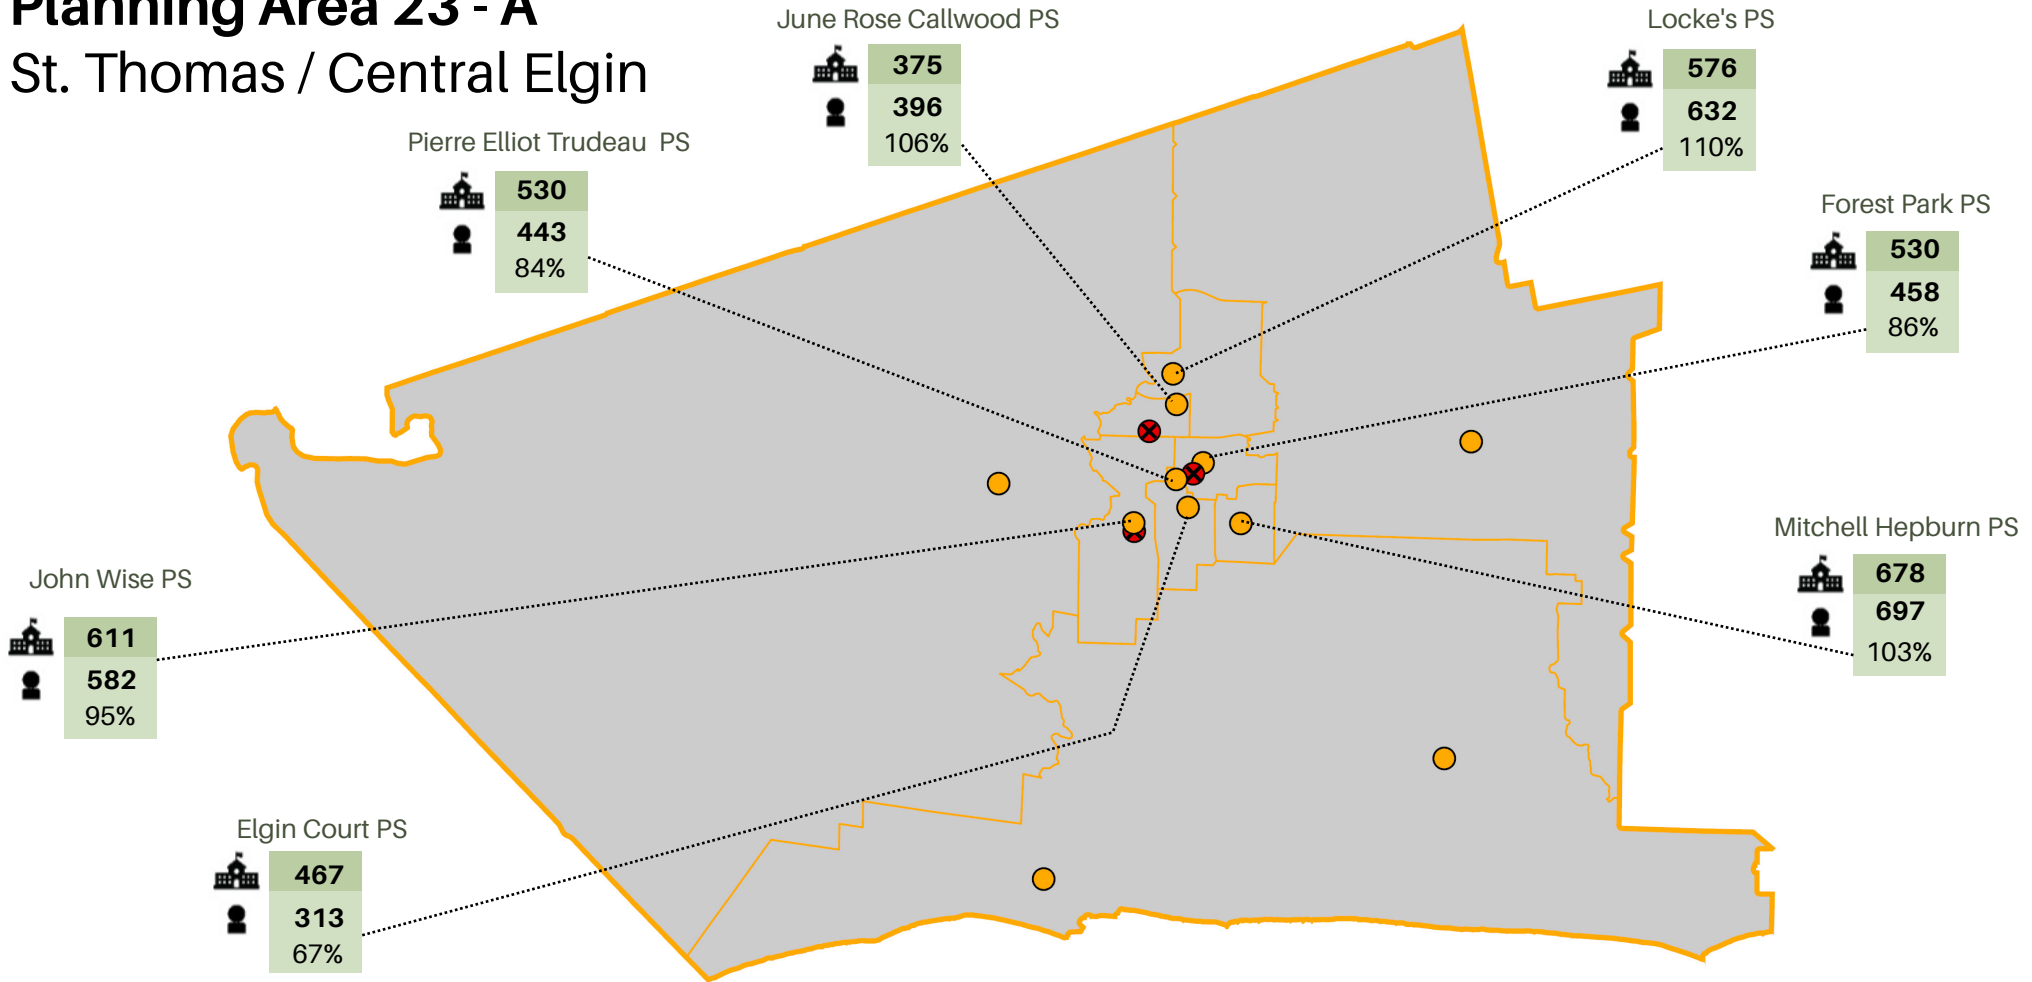 Planning Area 23 - A
St. Thomas / Central Elgin
June Rose Callwood PS
375
396
106%
Locke's PS
576
632
110%
Pierre Elliot Trudeau PS
530
443
84%
Forest Park PS
530
458
86%
Mitchell Hepburn PS
678
697
103%
John Wise PS
611
582
95%
Elgin Court PS
467
313
67%